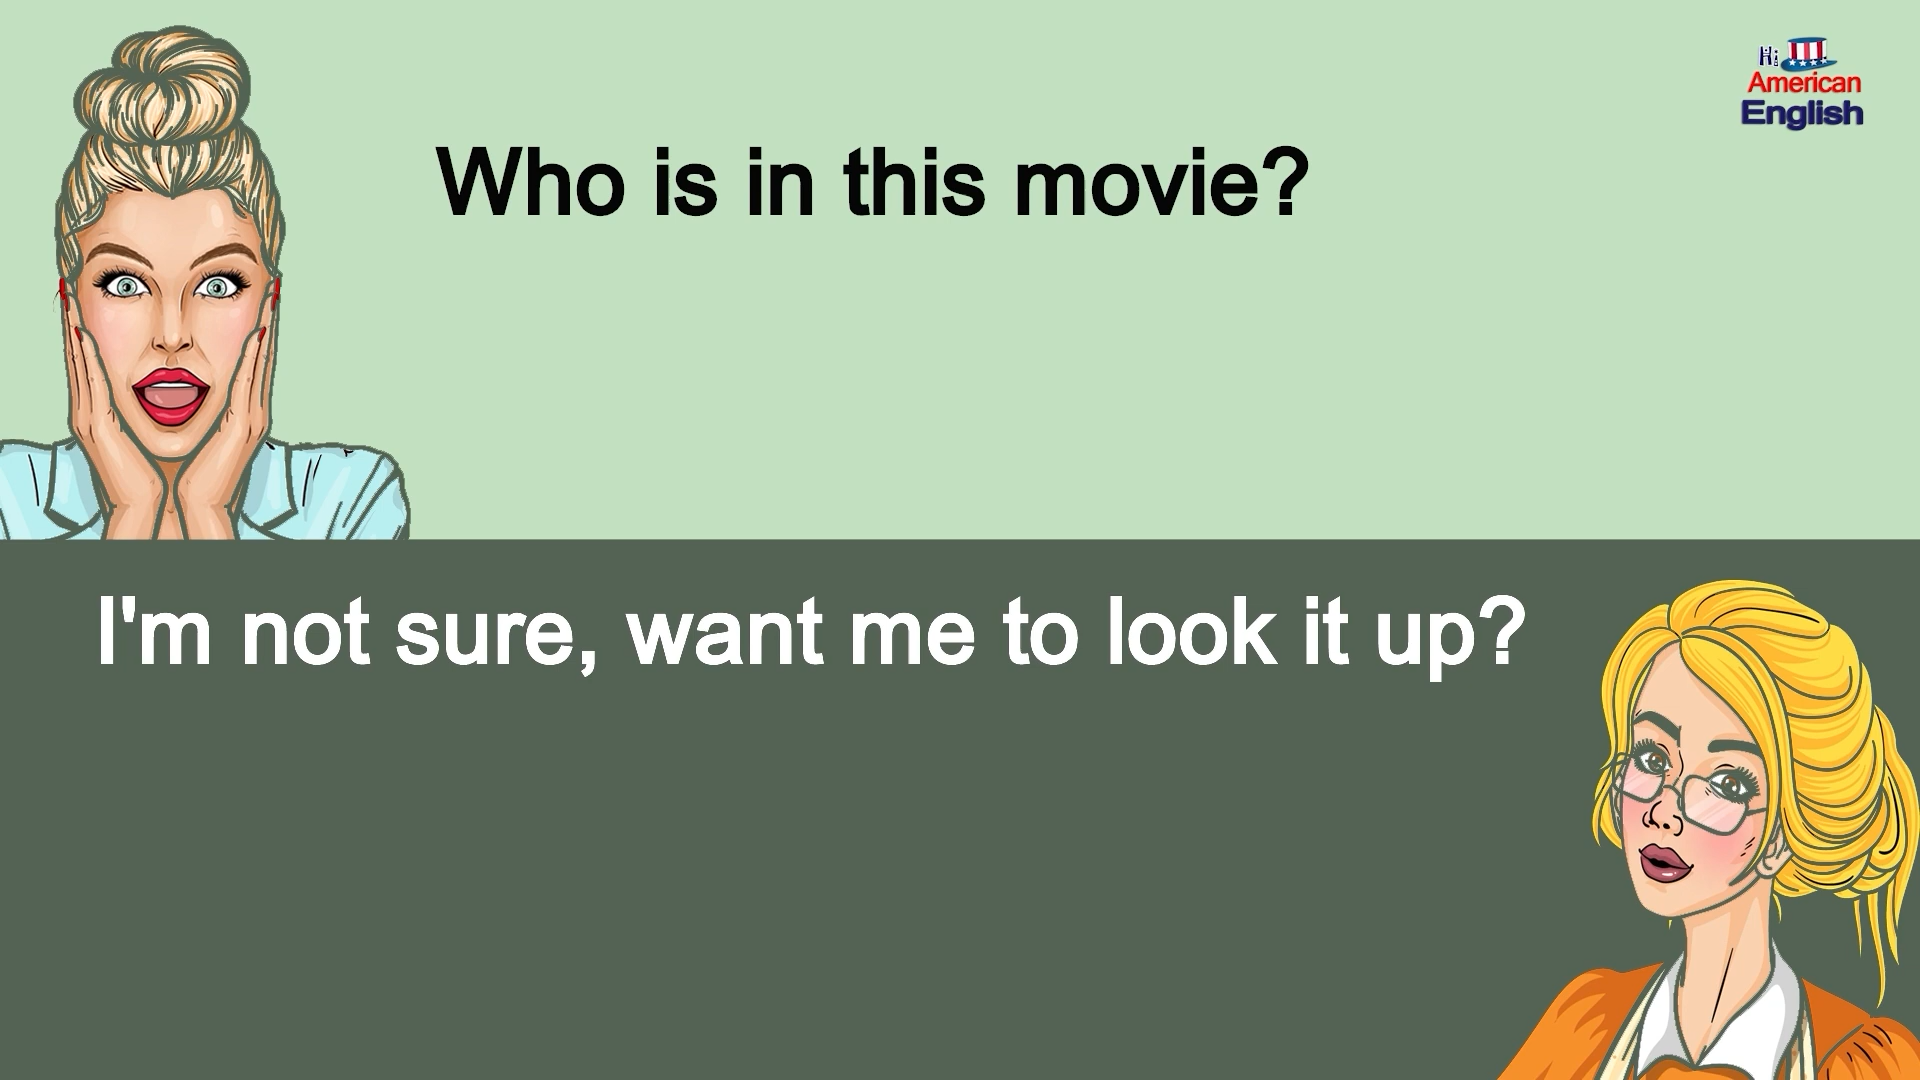 Hi
American
English
Who is in this movie?
I'm not sure, want me to look it up?